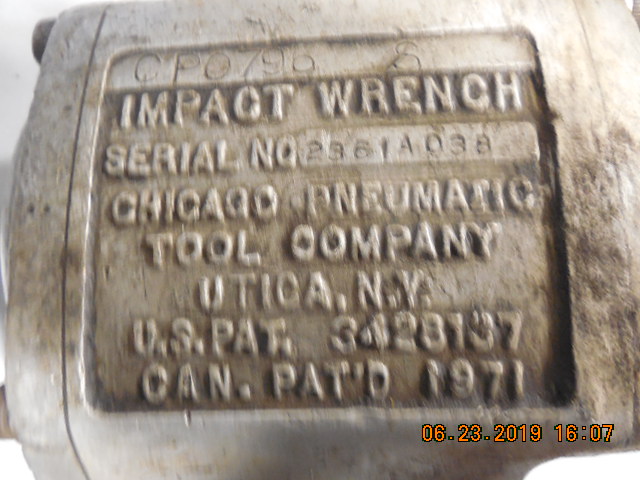 CP0796 S
IMPACT WRENCH
SERIAL NO 2361A03B
CHICAGO PNEUMATIC
TOOL COMPANY
UTICA, N.Y.
U.S. PAT. 3428137
CAN. PAT'D 1971
06.23.2019 16:07